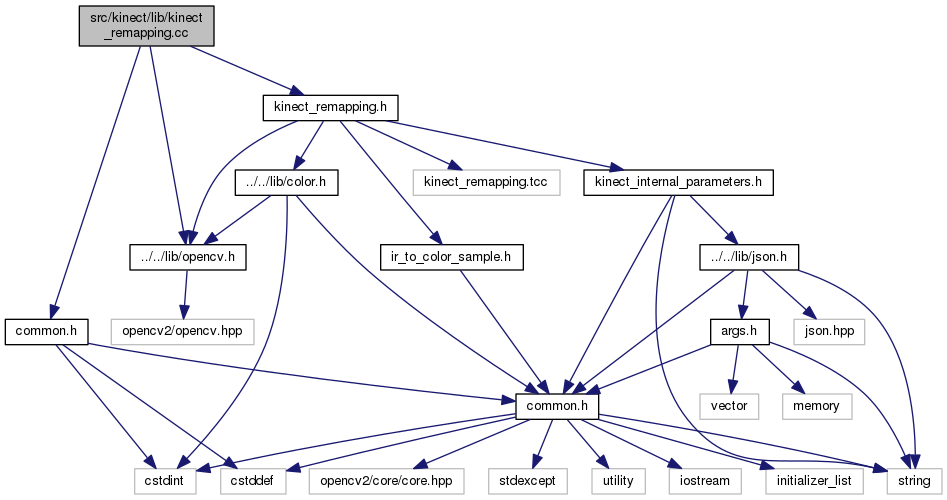 src/kinect/lib/kinect
_remapping.cc
kinect_remapping.h
../../lib/color.h
kinect_remapping.tcc
kinect_internal_parameters.h
../../lib/opencv.h
ir_to_color_sample.h
../../lib/json.h
common.h
opencv2/opencv.hpp
args.h
json.hpp
common.h
vector
memory
cstdint
cstddef
opencv2/core/core.hpp
stdexcept
utility
iostream
initializer_list
string